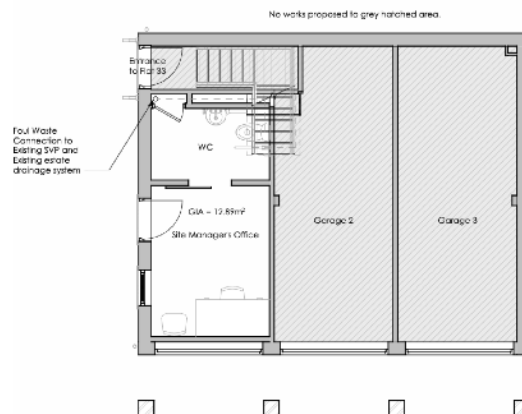 No works proposed to grey hatched area.
Entrance
to Flat 33
Foul Waste
Connection to
Existing SVP and
Existing estate
drainage system
WC
GIA – 12.89m²
Site Manager's Office
Garage 2
Garage 3